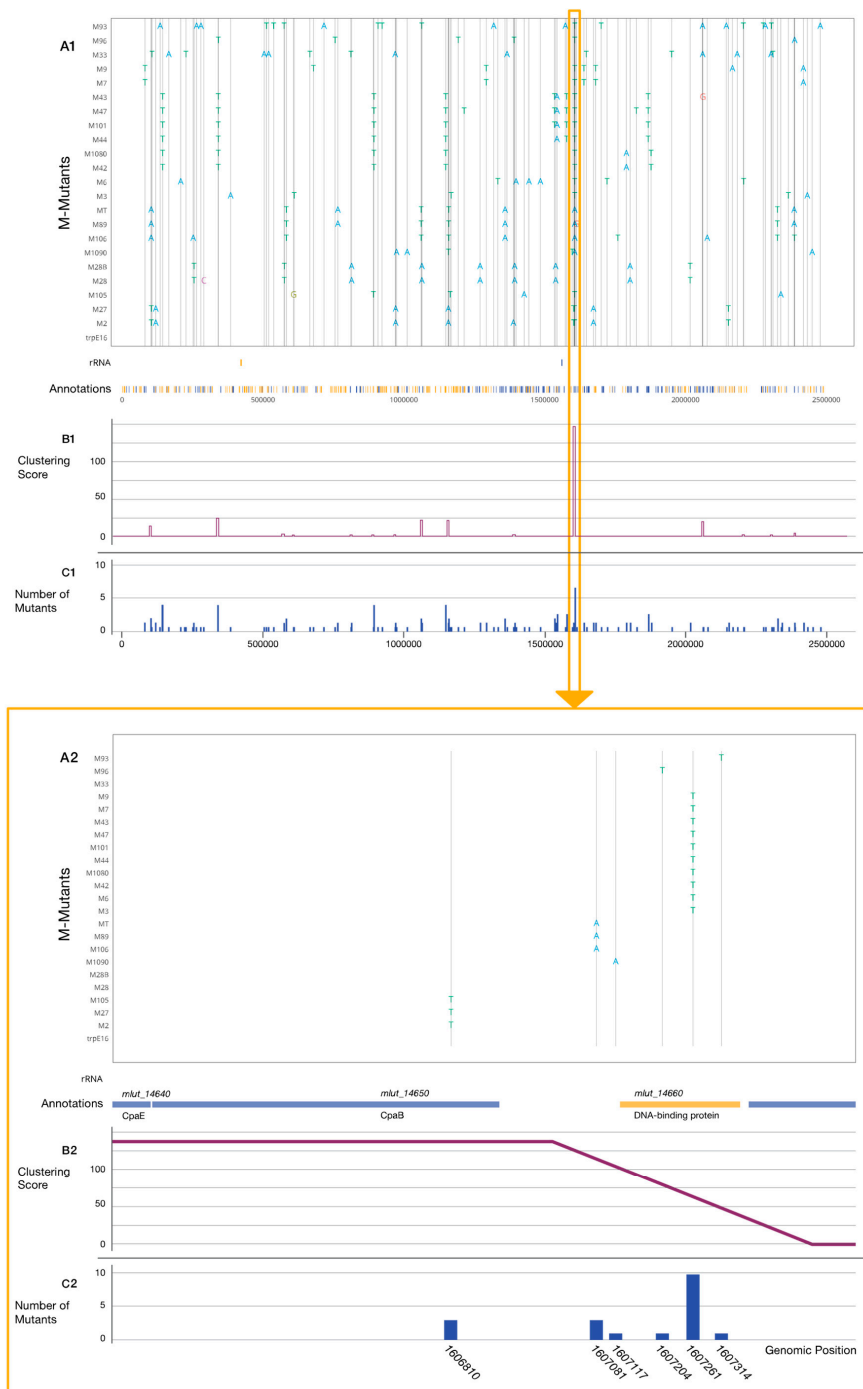 A1
M-Mutants
M93 A A A T T T A T T T A A T T A A T T A T A
M96 T T T T T A
M33 T A T A A T T A A T T A A A T
M9 T T T T T T A A
M7 T T T T T A
M43 T T T T T A T T T G
M47 T T T T T T A T T T T
M101 T T T T T A T T T
M44 T T T T A T T T
M1080 T T T T T A T
M42 T T T T T A T
M6 A T A A A T T T
M3 A T T T T A
MT A T A T T A A T A
M89 A T A T T A G T A
M106 A A T T T A A T A T T
M1090 A A T T A A
M28B T T A A A A A A T
M28 T C T A A A A A A T
M105 G T T A T A
M27 T A A A T A T
M2 T A A A A T A T
trpE16
rRNA
Annotations
0 500000 1000000 1500000 2000000 2500000
B1
Clustering
Score
100
50
0
C1
Number of
Mutants
10
5
0
0 500000 1000000 1500000 2000000 2500000
A2
M-Mutants
M93 T
M96 T
M33
M9 T
M7 T
M43 T
M47 T
M101 T
M44 T
M1080 T
M42 T
M6 T
M3 T
MT A
M89 A
M106 A
M1090 A
M28B
M28
M105 T
M27 T
M2 T
trpE16
rRNA
mlut_14640 mlut_14650 mlut_14660
Annotations
CpaE CpaB DNA-binding protein
B2
Clustering
Score
100
50
0
C2
Number of
Mutants
10
5
0
Genomic Position
1606810 1607081 1607117 1607204 1607261 1607314